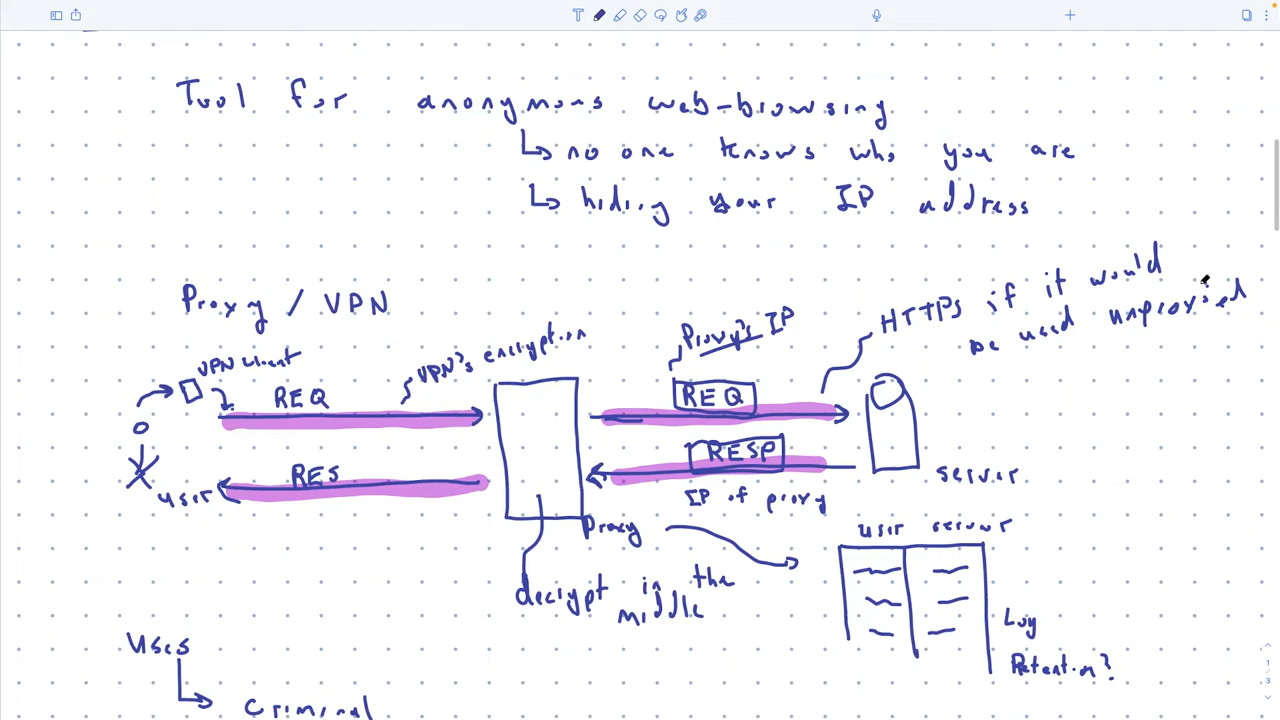 Tool for anonymous web-browsing
↳ no one knows who you are
↳ hiding your IP address
Proxy / VPN
HTTPS if it would
be used unproxied
Proxy's IP
VPN's encryption
VPN client
REQ
REQ
RESP
RES
user
server
IP of proxy
Proxy
user server
decrypt in the
middle
Log
Retention?
Uses
↳ Criminal